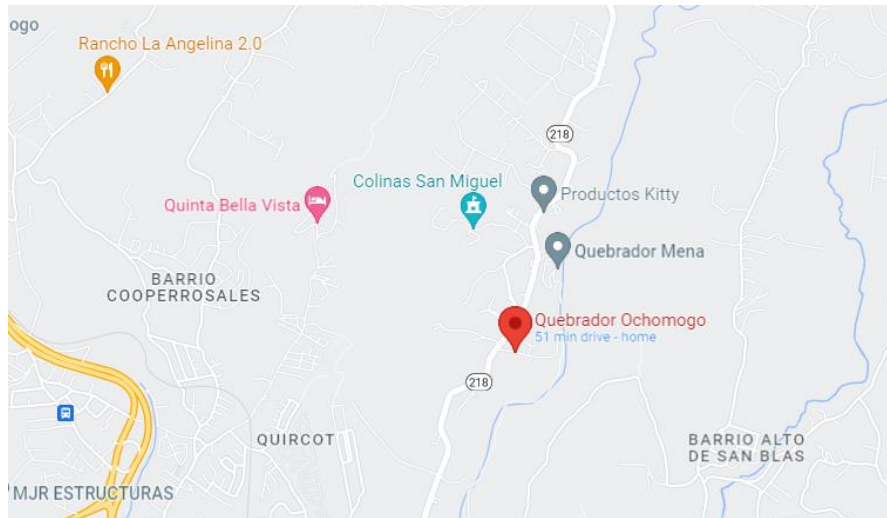 ogo
Rancho La Angelina 2.0
218
Colinas San Miguel
Productos Kitty
Quinta Bella Vista
Quebrador Mena
BARRIO
COOPERROSALES
Quebrador Ochomogo
51 min drive - home
218
QUIRCOT
BARRIO ALTO
DE SAN BLAS
MJR ESTRUCTURAS